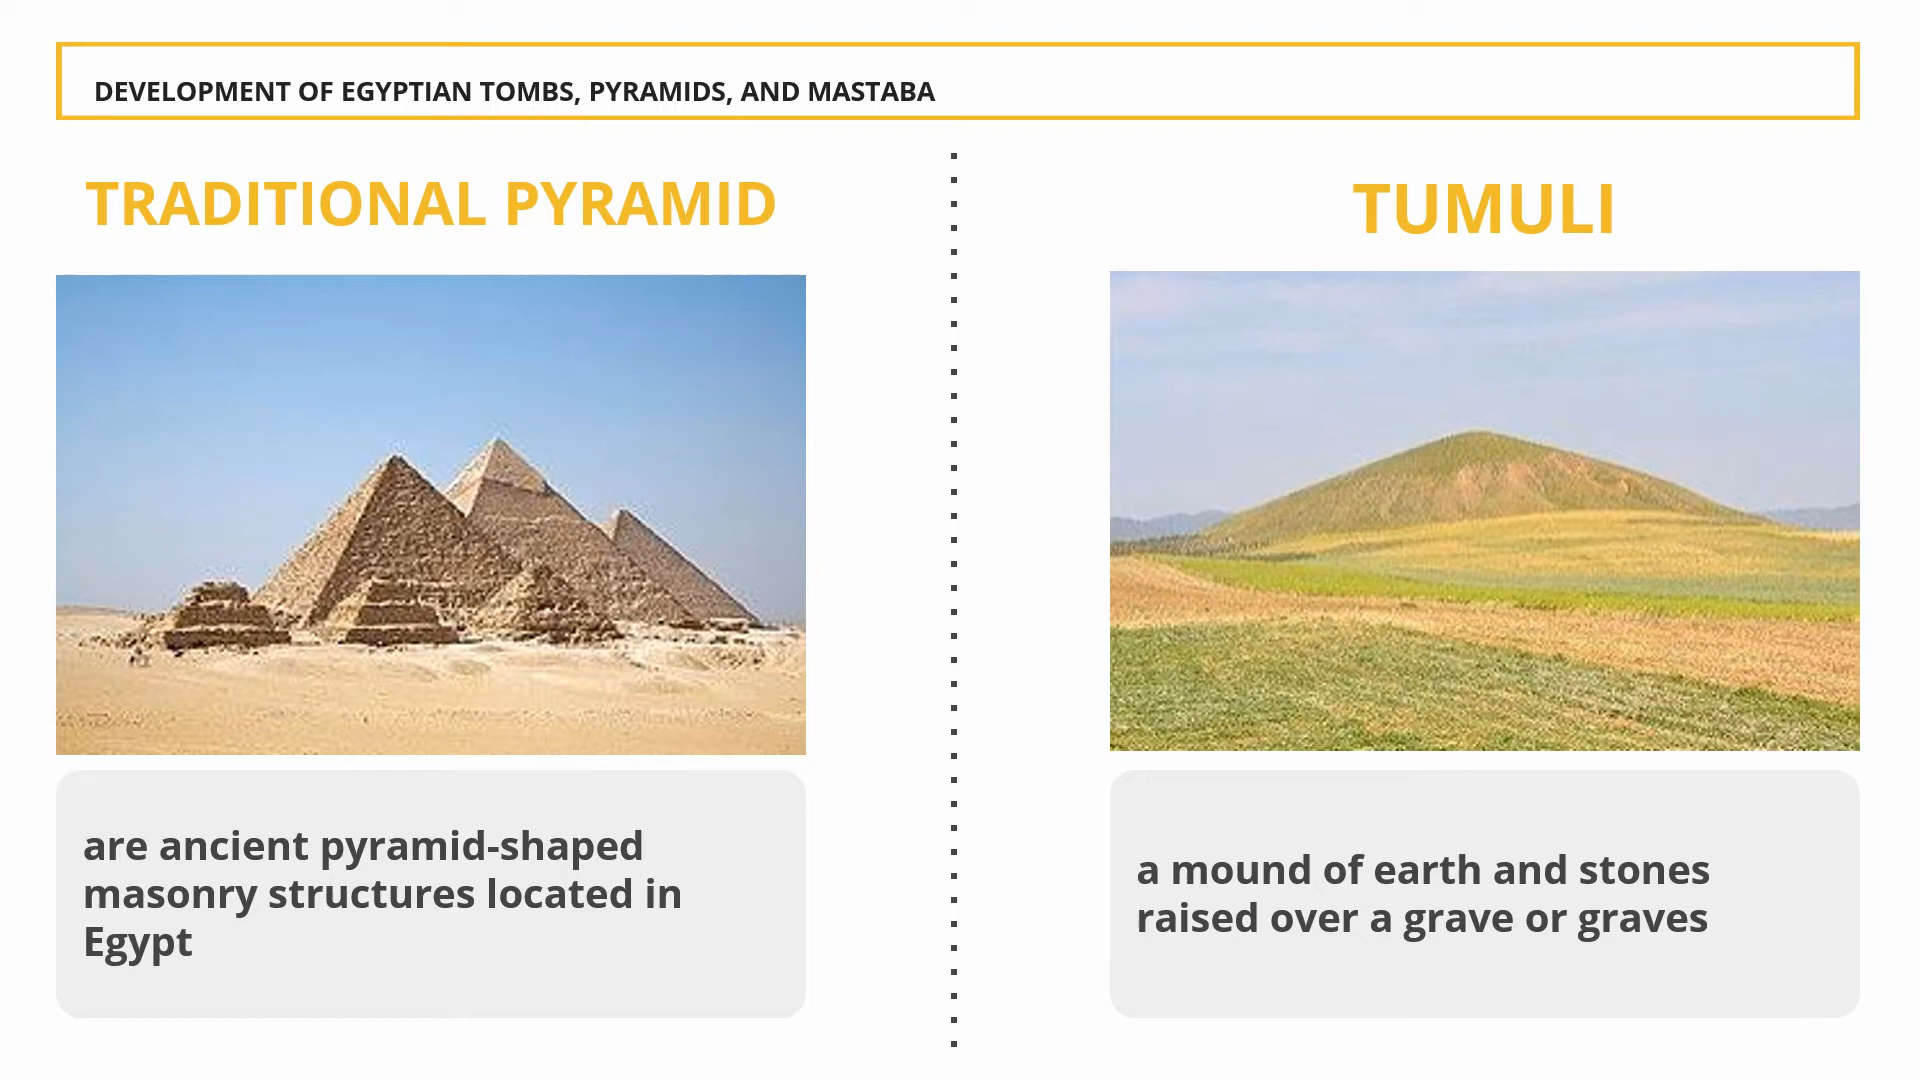 DEVELOPMENT OF EGYPTIAN TOMBS, PYRAMIDS, AND MASTABA
TRADITIONAL PYRAMID
are ancient pyramid-shaped
masonry structures located in
Egypt
TUMULI
a mound of earth and stones
raised over a grave or graves